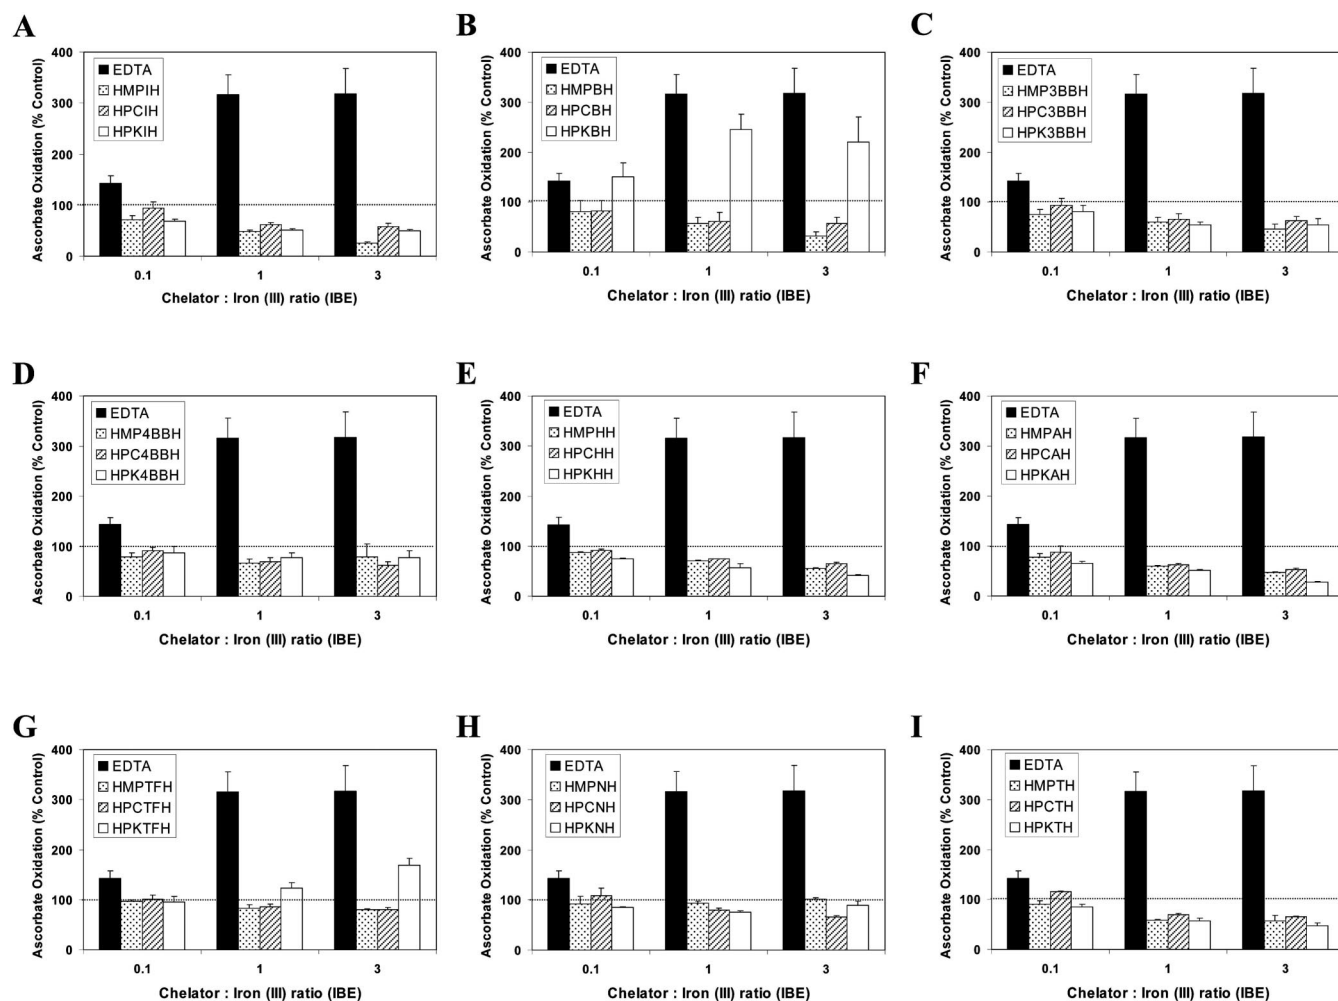 A
Ascorbate Oxidation (% Control)
400
300
200
100
0
EDTA
HMPIH
HPCIH
HPKIH
0.1
1
3
Chelator : Iron (III) ratio (IBE)
B
Ascorbate Oxidation (% Control)
400
300
200
100
0
EDTA
HMPBH
HPCBH
HPKBH
0.1
1
3
Chelator : Iron (III) ratio (IBE)
C
Ascorbate Oxidation (% Control)
400
300
200
100
0
EDTA
HMP3BBH
HPC3BBH
HPK3BBH
0.1
1
3
Chelator : Iron (III) ratio (IBE)
D
Ascorbate Oxidation (% Control)
400
300
200
100
0
EDTA
HMP4BBH
HPC4BBH
HPK4BBH
0.1
1
3
Chelator : Iron (III) ratio (IBE)
E
Ascorbate Oxidation (% Control)
400
300
200
100
0
EDTA
HMPHH
HPCHH
HPKHH
0.1
1
3
Chelator : Iron (III) ratio (IBE)
F
Ascorbate Oxidation (% Control)
400
300
200
100
0
EDTA
HMPAH
HPCAH
HPKAH
0.1
1
3
Chelator : Iron (III) ratio (IBE)
G
Ascorbate Oxidation (% Control)
400
300
200
100
0
EDTA
HMPTFH
HPCTFH
HPKTFH
0.1
1
3
Chelator : Iron (III) ratio (IBE)
H
Ascorbate Oxidation (% Control)
400
300
200
100
0
EDTA
HMPNH
HPCNH
HPKNH
0.1
1
3
Chelator : Iron (III) ratio (IBE)
I
Ascorbate Oxidation (% Control)
400
300
200
100
0
EDTA
HMPTH
HPCTH
HPKTH
0.1
1
3
Chelator : Iron (III) ratio (IBE)